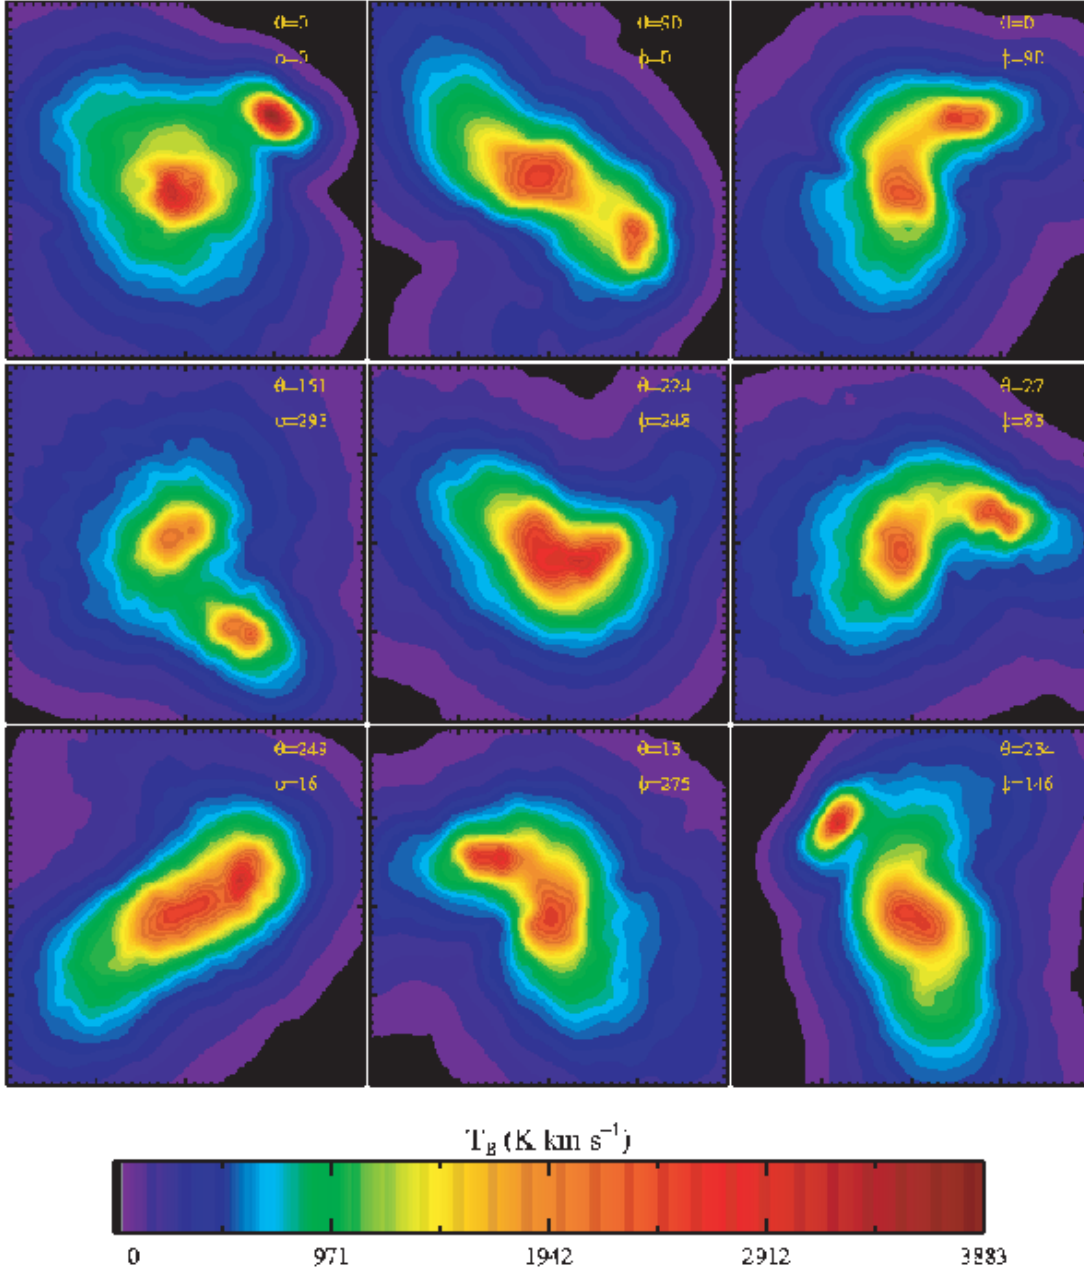 θ=0
φ=0
θ=90
φ=0
θ=0
φ=90
θ=151
φ=293
θ=224
φ=248
θ=27
φ=83
θ=249
φ=16
θ=13
φ=275
θ=234
φ=146
T_B (K km s⁻¹)
0 971 1942 2912 3883